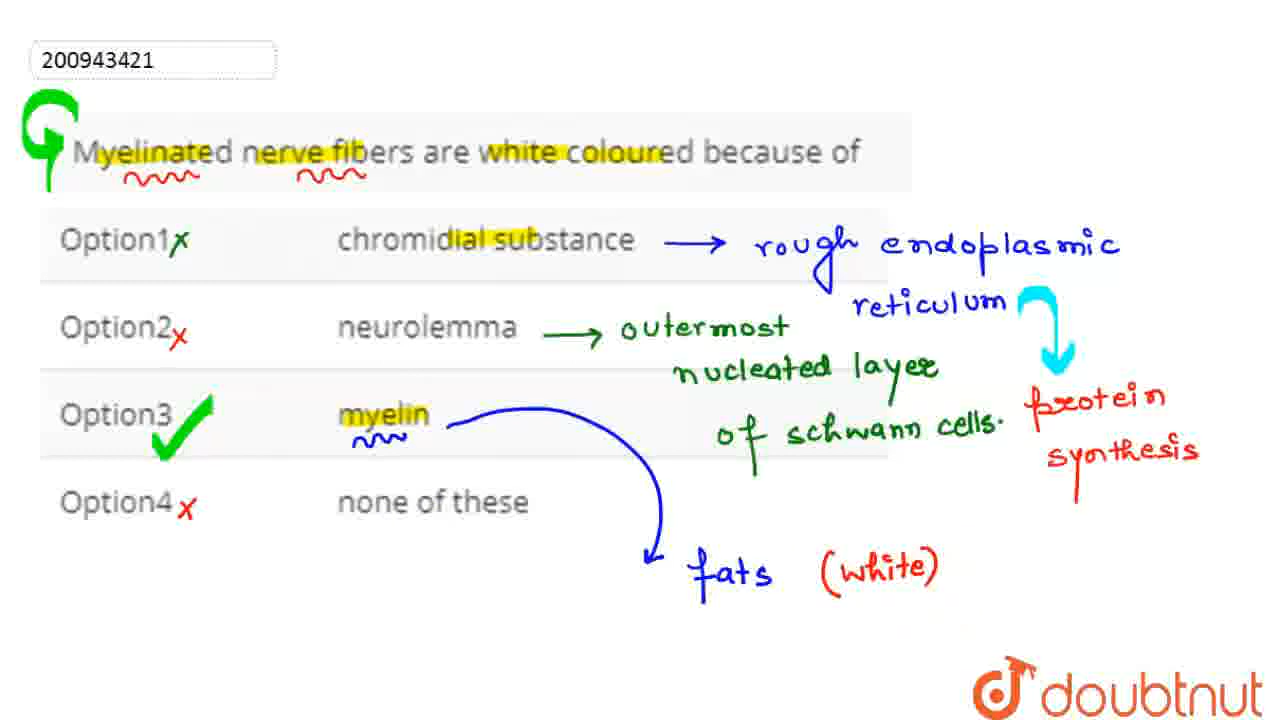 200943421
Myelinated nerve fibers are white coloured because of
Option1 x chromidial substance → rough endoplasmic
reticulum
Option2 x neurolemma → outermost
nucleated layer
of schwann cells.
protein
synthesis
Option3 ✓ myelin
Option4 x none of these
fats (white)
doubtnut